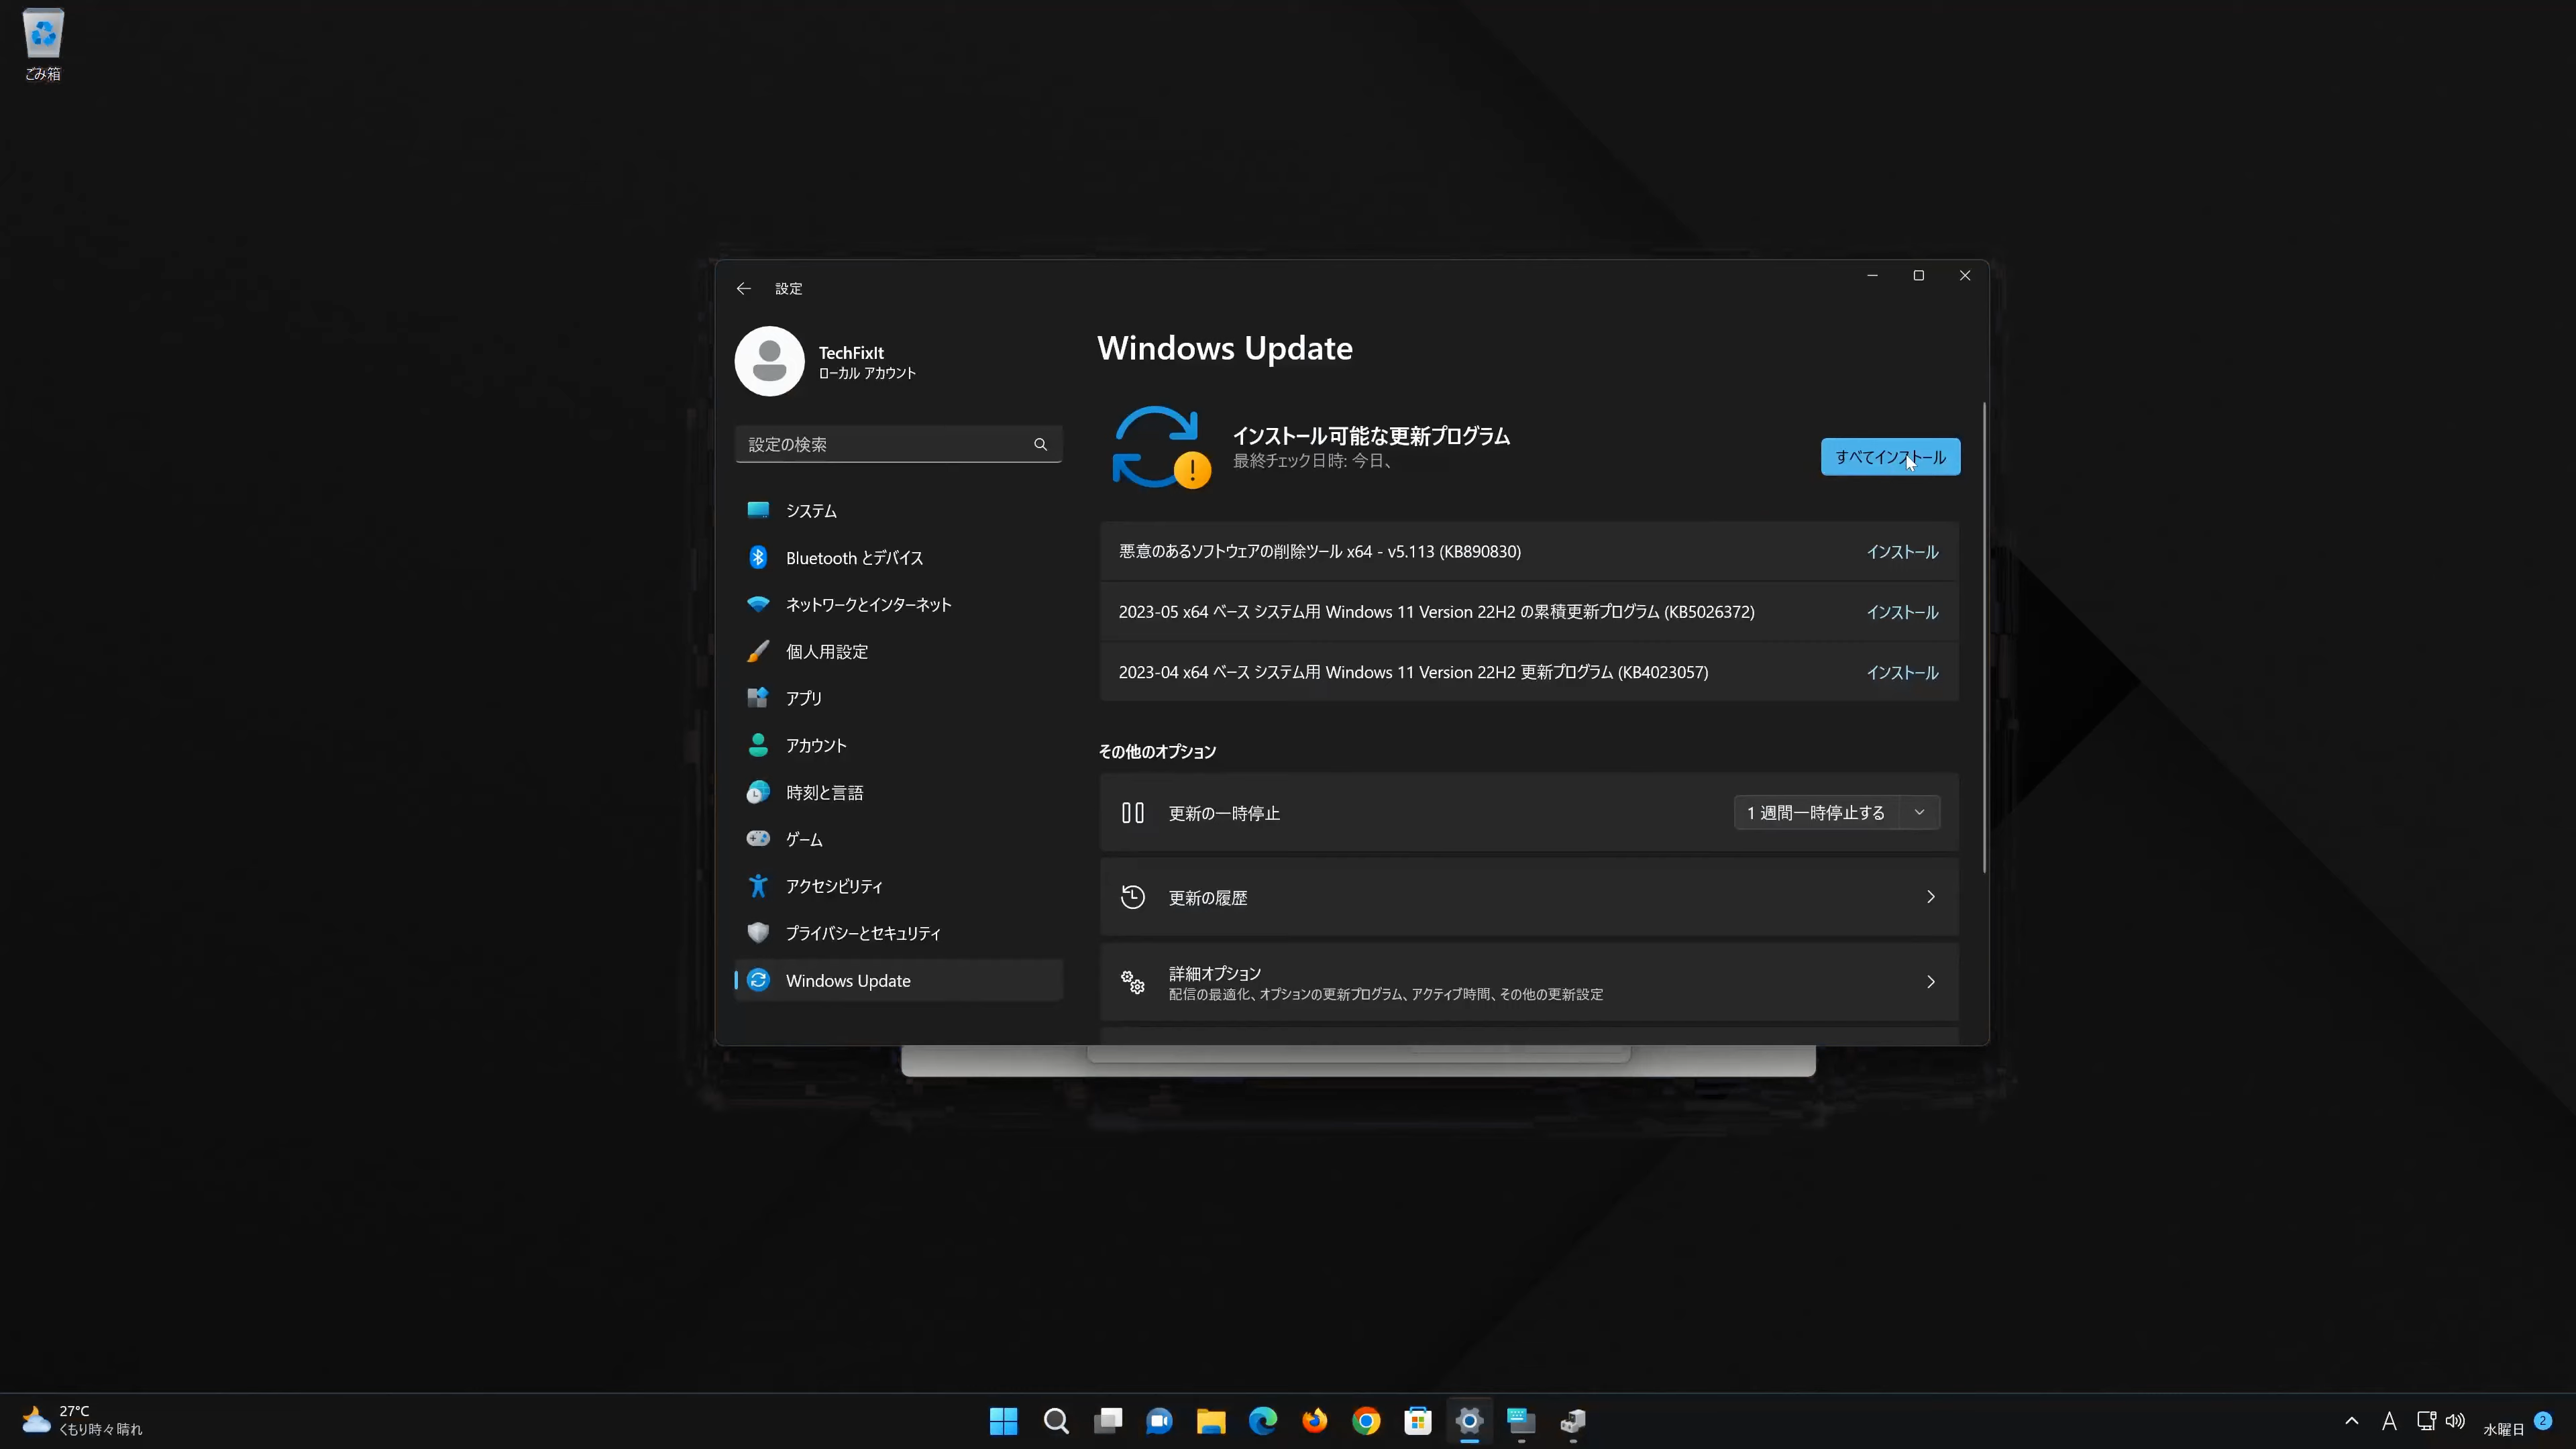 ごみ箱
設定
TechFixIt
ローカル アカウント
設定の検索
システム
Bluetooth とデバイス
ネットワークとインターネット
個人用設定
アプリ
アカウント
時刻と言語
ゲーム
アクセシビリティ
プライバシーとセキュリティ
Windows Update
Windows Update
インストール可能な更新プログラム
最終チェック日時: 今日、
すべてインストール
悪意のあるソフトウェアの削除ツール x64 - v5.113 (KB890830)
インストール
2023-05 x64 ベース システム用 Windows 11 Version 22H2 の累積更新プログラム (KB5026372)
インストール
2023-04 x64 ベース システム用 Windows 11 Version 22H2 更新プログラム (KB4023057)
インストール
その他のオプション
更新の一時停止
1 週間一時停止する
更新の履歴
詳細オプション
配信の最適化、オプションの更新プログラム、アクティブ時間、その他の更新設定
27°C
くもり時々晴れ
A
水曜日
2